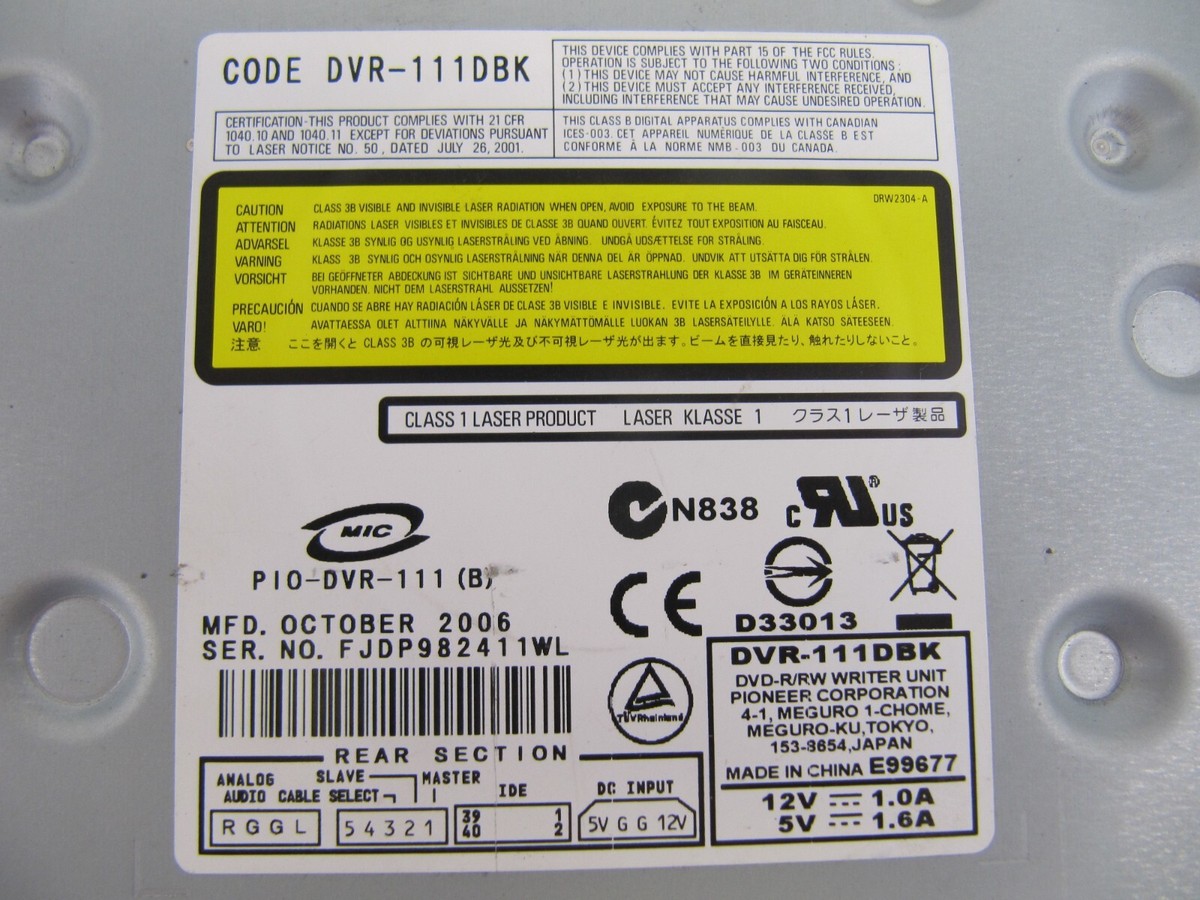 CODE DVR-111DBK
THIS DEVICE COMPLIES WITH PART 15 OF THE FCC RULES.
OPERATION IS SUBJECT TO THE FOLLOWING TWO CONDITIONS:
(1) THIS DEVICE MAY NOT CAUSE HARMFUL INTERFERENCE, AND
(2) THIS DEVICE MUST ACCEPT ANY INTERFERENCE RECEIVED,
INCLUDING INTERFERENCE THAT MAY CAUSE UNDESIRED OPERATION.
CERTIFICATION-THIS PRODUCT COMPLIES WITH 21 CFR
1040.10 AND 1040.11 EXCEPT FOR DEVIATIONS PURSUANT
TO LASER NOTICE NO. 50, DATED JULY 26, 2001.
THIS CLASS B DIGITAL APPARATUS COMPLIES WITH CANADIAN
ICES-003. CET APPAREIL NUMÉRIQUE DE LA CLASSE B EST
CONFORME À LA NORME NMB-003 DU CANADA.
DRW2304-A
CAUTION CLASS 3B VISIBLE AND INVISIBLE LASER RADIATION WHEN OPEN, AVOID EXPOSURE TO THE BEAM.
ATTENTION RADIATIONS LASER VISIBLES ET INVISIBLES DE CLASSE 3B QUAND OUVERT. ÉVITEZ TOUT EXPOSITION AU FAISCEAU.
ADVARSEL KLASSE 3B SYNLIG OG USYNLIG LASERSTRÅLING VED ÅBNING. UNDGÅ UDSÆTTELSE FOR STRÅLING.
VARNING KLASS 3B SYNLIG OCH OSYNLIG LASERSTRÅLNING NÄR DENNA DEL ÄR ÖPPNAD. UNDVIK ATT UTSÄTTA DIG FÖR STRÅLEN.
VORSICHT BEI GEÖFFNETER ABDECKUNG IST SICHTBARE UND UNSICHTBARE LASERSTRAHLUNG DER KLASSE 3B IM GERÄTEINNEREN
VORHANDEN. NICHT DEM LASERSTRAHL AUSSETZEN!
PRECAUCIÓN CUANDO SE ABRE HAY RADIACIÓN LÁSER DE CLASE 3B VISIBLE E INVISIBLE. EVITE LA EXPOSICIÓN A LOS RAYOS LÁSER.
VARO! AVATTAESSA OLET ALTTIINA NÄKYVÄLLE JA NÄKYMÄTTÖMÄLLE LUOKAN 3B LASERSÄTEILYLLE. ÄLÄ KATSO SÄTEESEEN.
注意 ここを開くと CLASS 3B の可視レーザ光及び不可視レーザ光が出ます。ビームを直接見たり、触れたりしないこと。
CLASS 1 LASER PRODUCT LASER KLASSE 1 クラス1 レーザ製品
MIC
PIO-DVR-111 (B)
N838
C US
CE
D33013
MFD. OCTOBER 2006
SER. NO. FJDP982411WL
TÜVRheinland
DVR-111DBK
DVD-R/RW WRITER UNIT
PIONEER CORPORATION
4-1, MEGURO 1-CHOME,
MEGURO-KU, TOKYO,
153-8654, JAPAN
MADE IN CHINA E99677
12V 1.0A
5V 1.6A
REAR SECTION
ANALOG SLAVE MASTER
AUDIO CABLE SELECT IDE DC INPUT
R G G L
5 4 3 2 1
39 1
40 2
5V G G 12V